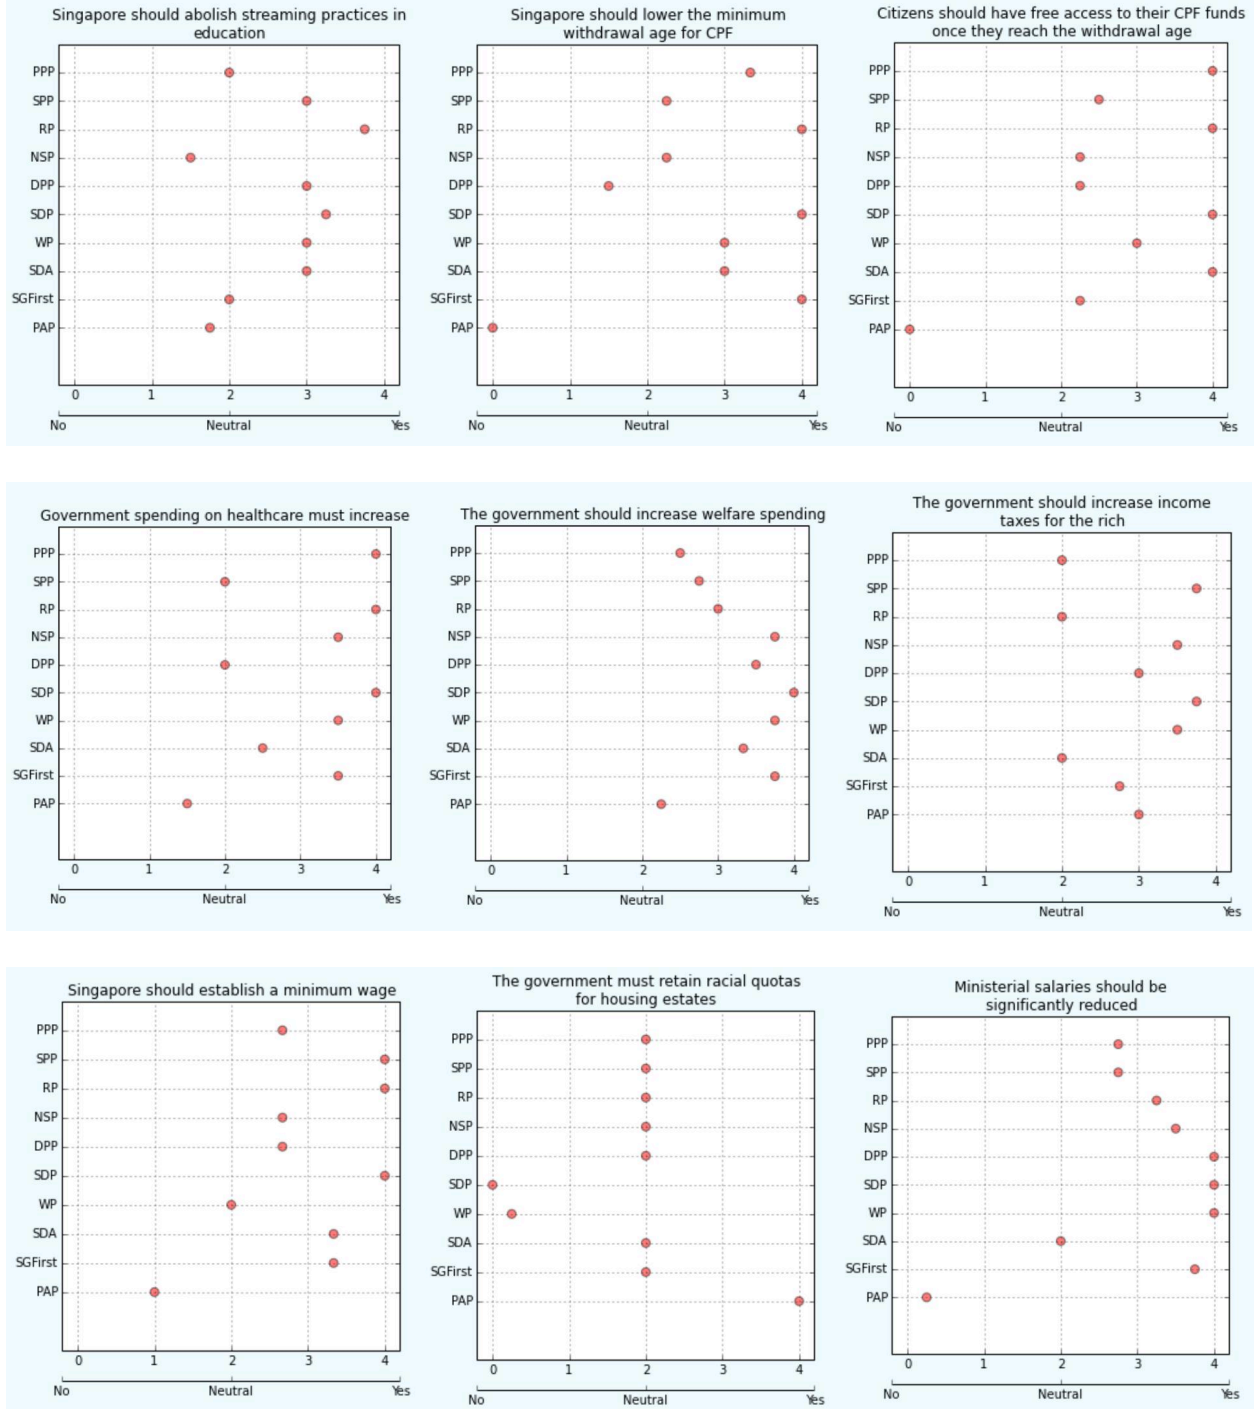 Singapore should abolish streaming practices in
education
PPP
SPP
RP
NSP
DPP
SDP
WP
SDA
SGFirst
PAP
0 1 2 3 4
No Neutral Yes
Singapore should lower the minimum
withdrawal age for CPF
PPP
SPP
RP
NSP
DPP
SDP
WP
SDA
SGFirst
PAP
0 1 2 3 4
No Neutral Yes
Citizens should have free access to their CPF funds
once they reach the withdrawal age
PPP
SPP
RP
NSP
DPP
SDP
WP
SDA
SGFirst
PAP
0 1 2 3 4
No Neutral Yes
Government spending on healthcare must increase
PPP
SPP
RP
NSP
DPP
SDP
WP
SDA
SGFirst
PAP
0 1 2 3 4
No Neutral Yes
The government should increase welfare spending
PPP
SPP
RP
NSP
DPP
SDP
WP
SDA
SGFirst
PAP
0 1 2 3 4
No Neutral Yes
The government should increase income
taxes for the rich
PPP
SPP
RP
NSP
DPP
SDP
WP
SDA
SGFirst
PAP
0 1 2 3 4
No Neutral Yes
Singapore should establish a minimum wage
PPP
SPP
RP
NSP
DPP
SDP
WP
SDA
SGFirst
PAP
0 1 2 3 4
No Neutral Yes
The government must retain racial quotas
for housing estates
PPP
SPP
RP
NSP
DPP
SDP
WP
SDA
SGFirst
PAP
0 1 2 3 4
No Neutral Yes
Ministerial salaries should be
significantly reduced
PPP
SPP
RP
NSP
DPP
SDP
WP
SDA
SGFirst
PAP
0 1 2 3 4
No Neutral Yes